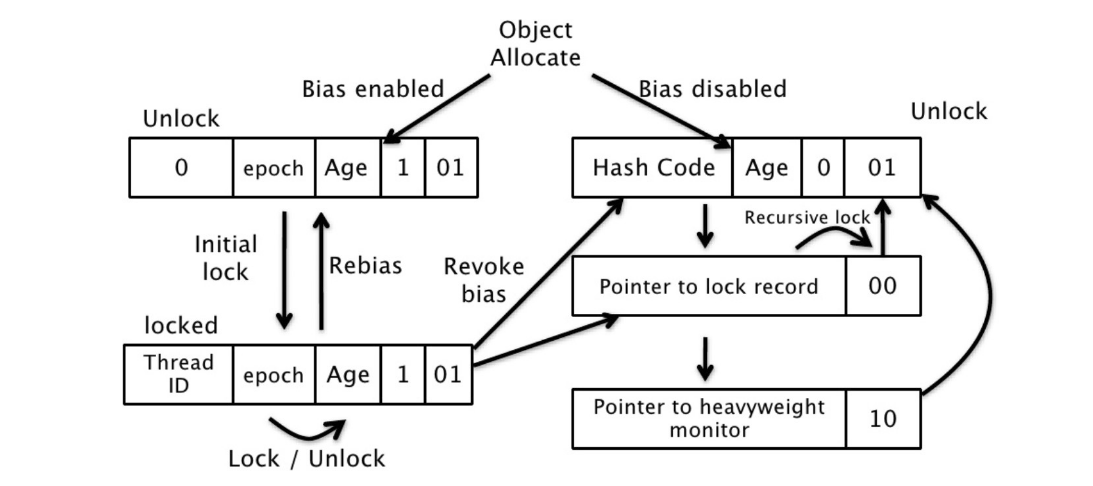 Object
Allocate
Bias enabled
Bias disabled
Unlock
Unlock
0 epoch Age 1 01
Hash Code Age 0 01
Recursive lock
Initial
lock
Rebias
Revoke
bias
Pointer to lock record 00
locked
Thread
ID
epoch Age 1 01
Pointer to heavyweight
monitor
10
Lock / Unlock